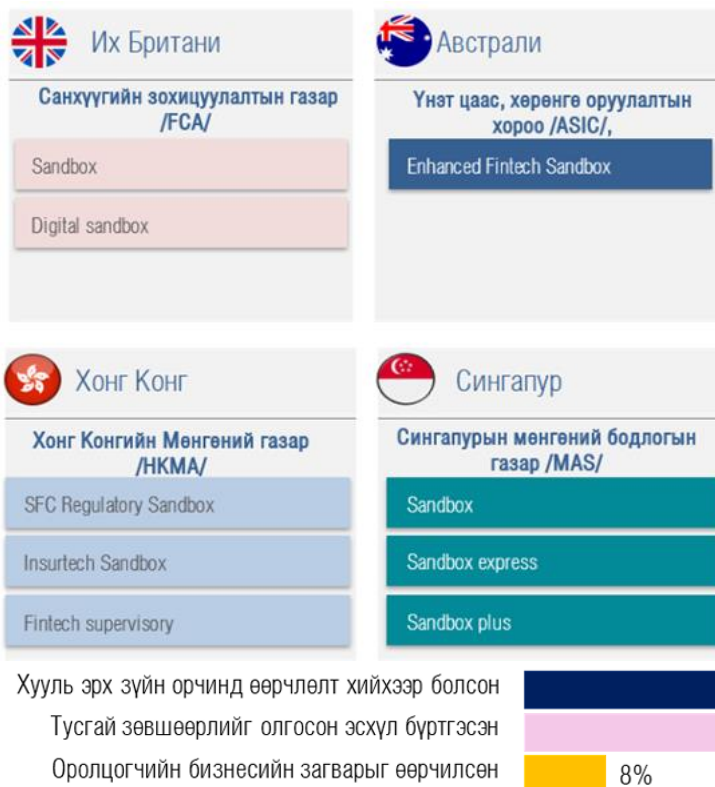 Их Британи
Австрали
Санхүүгийн зохицуулалтын газар
/FCA/
Үнэт цаас, хөрөнгө оруулалтын
хороо /ASIC/,
Sandbox
Enhanced Fintech Sandbox
Digital sandbox
Хонг Конг
Сингапур
Хонг Конгийн Мөнгөний газар
/HKMA/
Сингапурын мөнгөний бодлогын
газар /MAS/
SFC Regulatory Sandbox
Sandbox
Insurtech Sandbox
Sandbox express
Fintech supervisory
Sandbox plus
Хууль эрх зүйн орчинд өөрчлөлт хийхээр болсон
Тусгай зөвшөөрлийг олгосон эсхүл бүртгэсэн
Оролцогчийн бизнесийн загварыг өөрчилсөн 8%